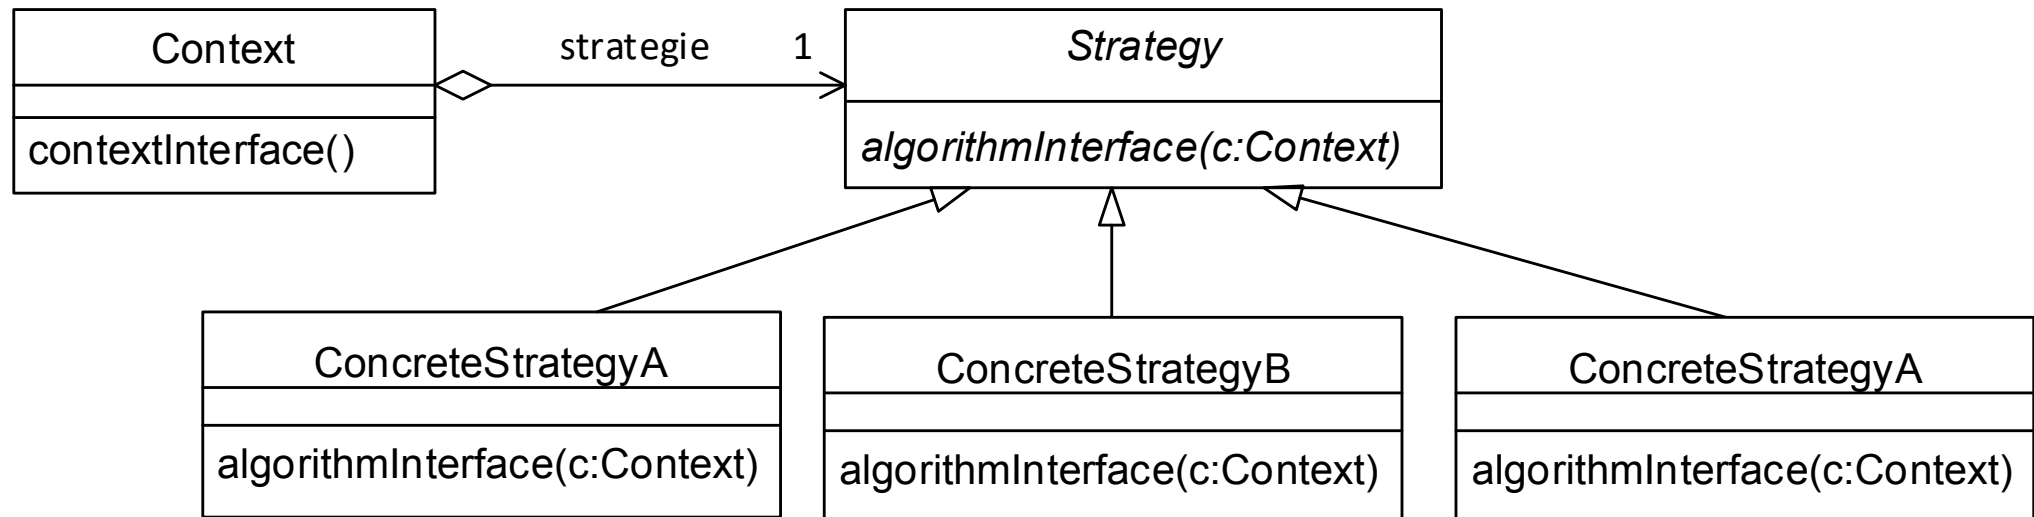 Context
strategie 1
Strategy
contextInterface()
algorithmInterface(c:Context)
ConcreteStrategyA
ConcreteStrategyB
ConcreteStrategyA
algorithmInterface(c:Context)
algorithmInterface(c:Context)
algorithmInterface(c:Context)